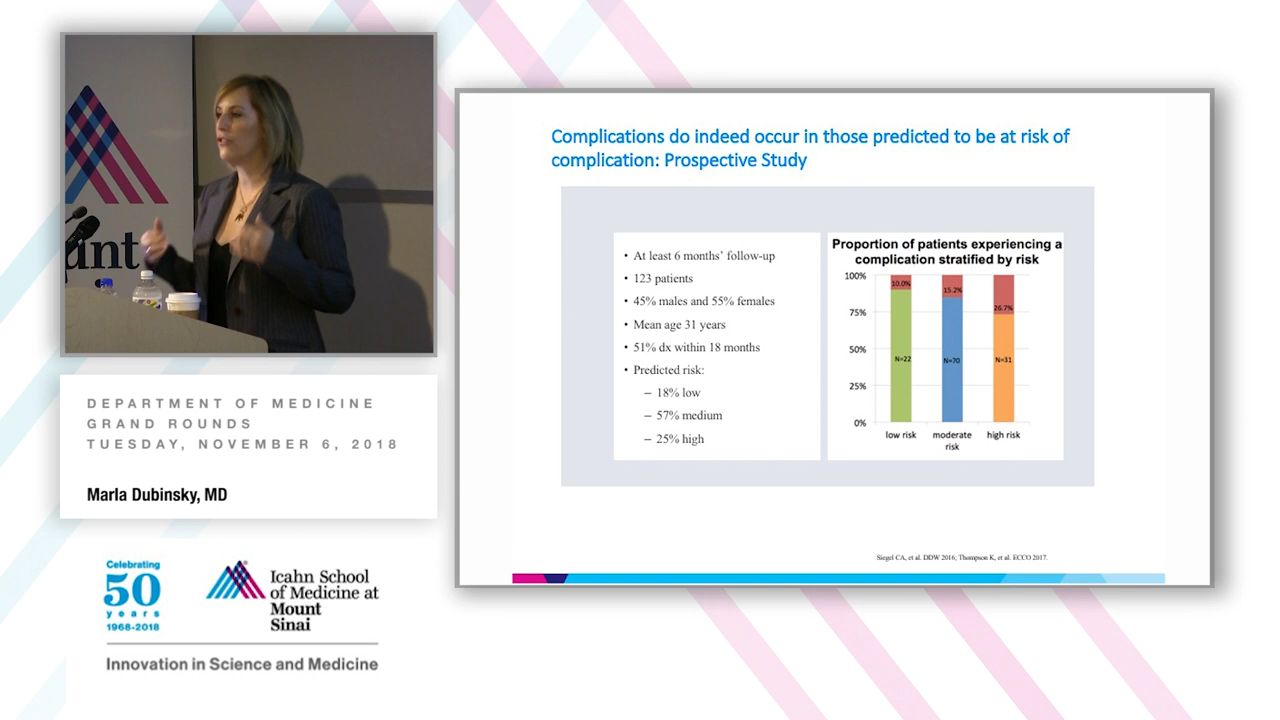 unt
DEPARTMENT OF MEDICINE
GRAND ROUNDS
TUESDAY, NOVEMBER 6, 2018
Marla Dubinsky, MD
Celebrating
50
years
1968-2018
Icahn School
of Medicine at
Mount
Sinai
Innovation in Science and Medicine
Complications do indeed occur in those predicted to be at risk of
complication: Prospective Study
• At least 6 months’ follow-up
• 123 patients
• 45% males and 55% females
• Mean age 31 years
• 51% dx within 18 months
• Predicted risk:
– 18% low
– 57% medium
– 25% high
Proportion of patients experiencing a
complication stratified by risk
100%
75%
50%
25%
0%
10.0%
15.2%
26.7%
N=22
N=70
N=31
low risk
moderate
risk
high risk
Siegel CA, et al. DDW 2016; Thompson K, et al. ECCO 2017.